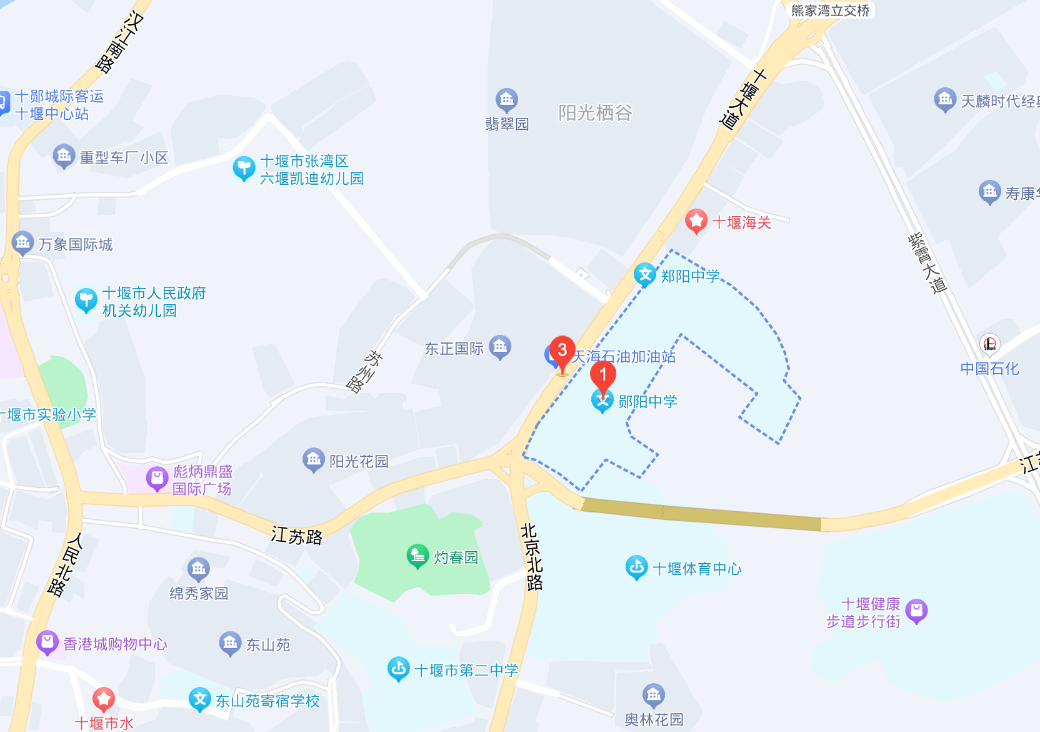 熊家湾立交桥
汉江南路
十堰大道
十郧城际客运
十堰中心站
翡翠园
阳光栖谷
天麟时代经典
重型车厂小区
十堰市张湾区
六堰凯迪幼儿园
寿康华
十堰海关
万象国际城
紫霄大道
郑阳中学
十堰市人民政府
机关幼儿园
东正国际
3
天海石油加油站
苏州路
中国石化
1
郧阳中学
十堰市实验小学
阳光花园
彪炳鼎盛
国际广场
江苏路
江苏
人民北路
北京北路
灼春园
十堰体育中心
绵秀家园
十堰健康
步道步行街
香港城购物中心
东山苑
十堰市第二中学
东山苑寄宿学校
十堰市水
奥林花园